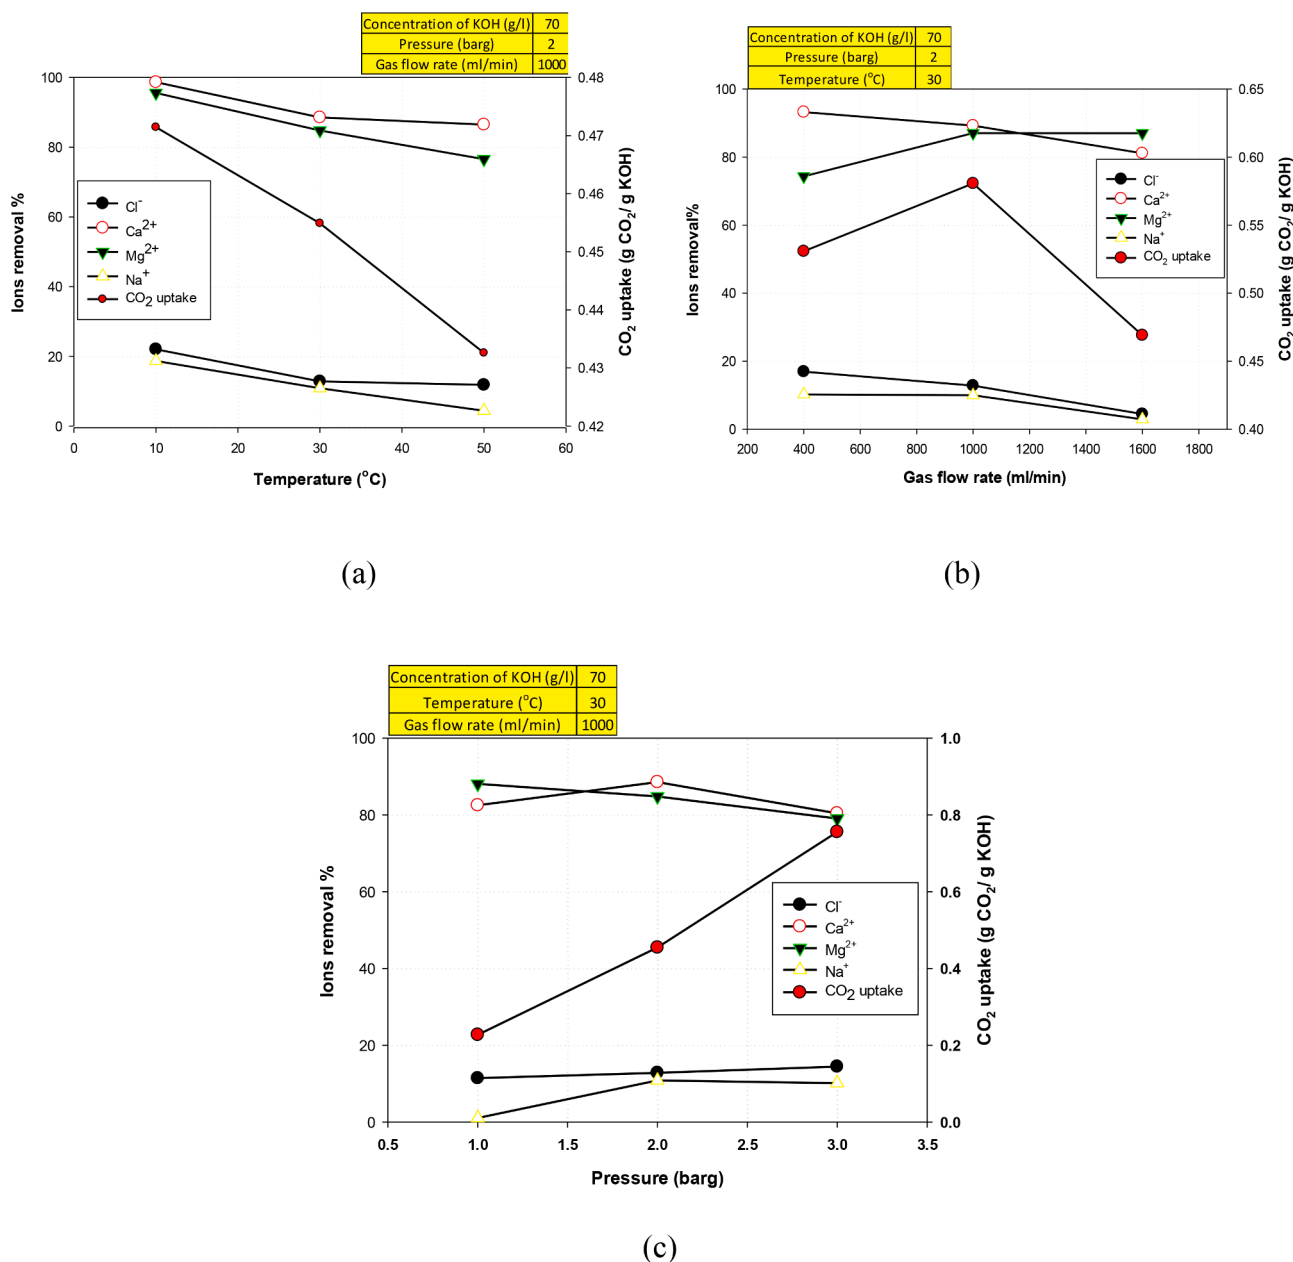 Concentration of KOH (g/l) 70
Pressure (barg) 2
Gas flow rate (ml/min) 1000
100
80
60
40
20
0
Ions removal %
0.48
0.47
0.46
0.45
0.44
0.43
0.42
CO2 uptake (g CO2/ g KOH)
Cl-
Ca2+
Mg2+
Na+
CO2 uptake
0 10 20 30 40 50 60
Temperature (oC)
(a)
Concentration of KOH (g/l) 70
Pressure (barg) 2
Temperature (oC) 30
100
80
60
40
20
0
Ions removal%
0.65
0.60
0.55
0.50
0.45
0.40
CO2 uptake (g CO2/ g KOH)
Cl-
Ca2+
Mg2+
Na+
CO2 uptake
200 400 600 800 1000 1200 1400 1600 1800
Gas flow rate (ml/min)
(b)
Concentration of KOH (g/l) 70
Temperature (oC) 30
Gas flow rate (ml/min) 1000
100
80
60
40
20
0
Ions removal %
1.0
0.8
0.6
0.4
0.2
0.0
CO2 uptake (g CO2/ g KOH)
Cl-
Ca2+
Mg2+
Na+
CO2 uptake
0.5 1.0 1.5 2.0 2.5 3.0 3.5
Pressure (barg)
(c)